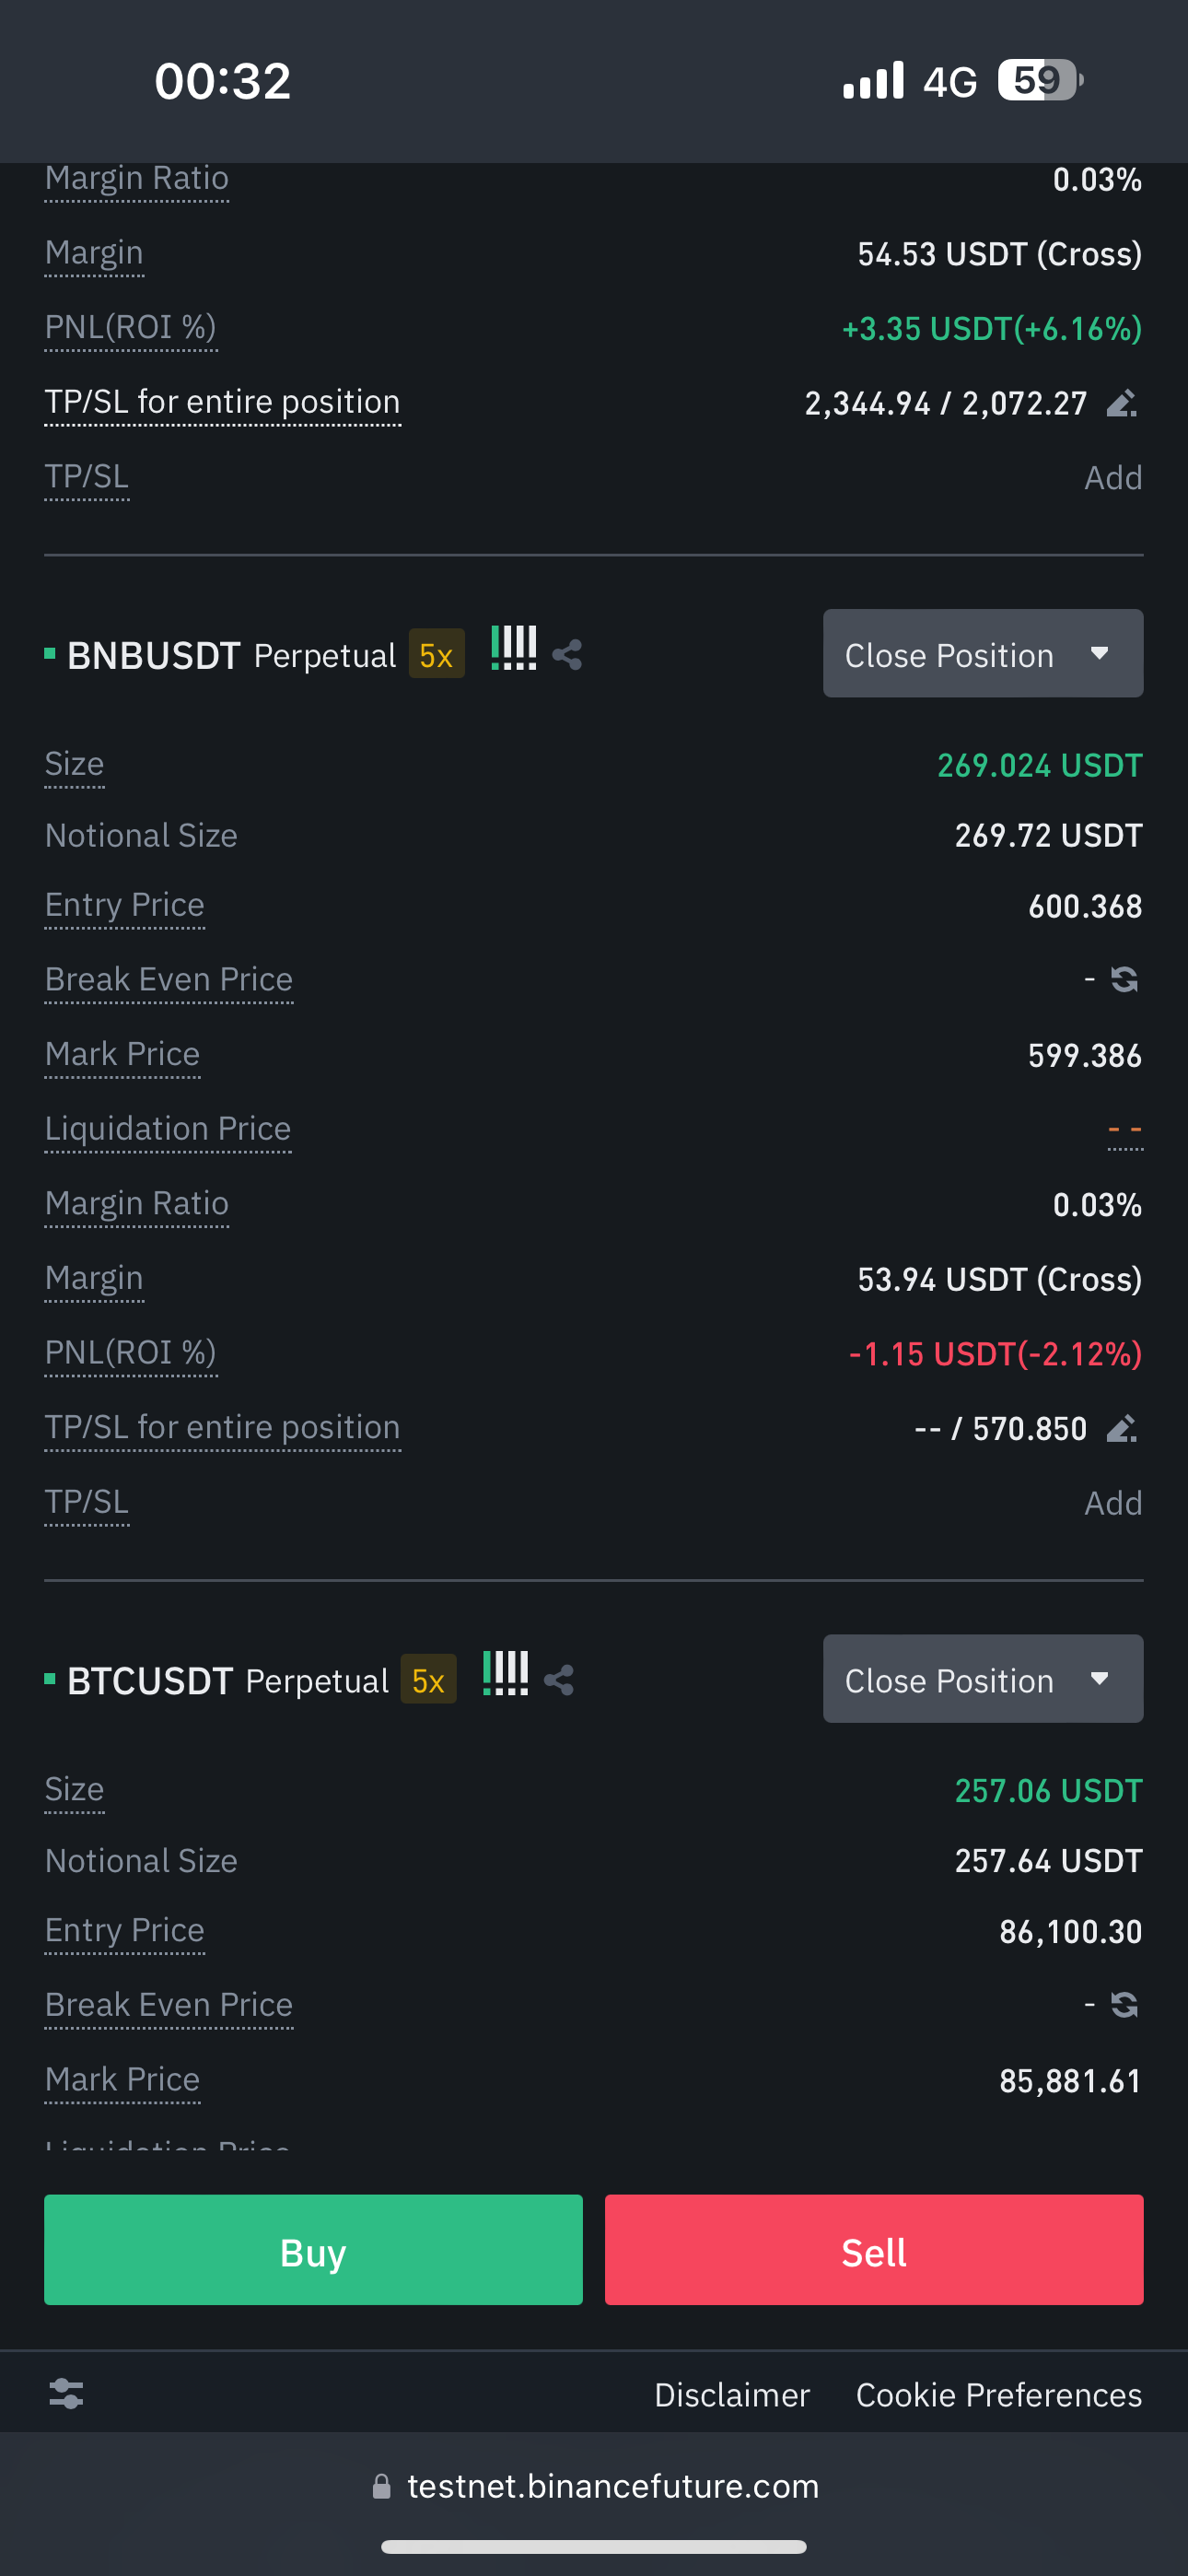 00:32 4G 59
Margin Ratio 0.03%
Margin 54.53 USDT (Cross)
PNL(ROI %) +3.35 USDT(+6.16%)
TP/SL for entire position 2,344.94 / 2,072.27
TP/SL Add
BNBUSDT Perpetual 5x Close Position
Size 269.024 USDT
Notional Size 269.72 USDT
Entry Price 600.368
Break Even Price -
Mark Price 599.386
Liquidation Price - -
Margin Ratio 0.03%
Margin 53.94 USDT (Cross)
PNL(ROI %) -1.15 USDT(-2.12%)
TP/SL for entire position -- / 570.850
TP/SL Add
BTCUSDT Perpetual 5x Close Position
Size 257.06 USDT
Notional Size 257.64 USDT
Entry Price 86,100.30
Break Even Price -
Mark Price 85,881.61
Liquidation Price
Buy Sell
Disclaimer Cookie Preferences
testnet.binancefuture.com